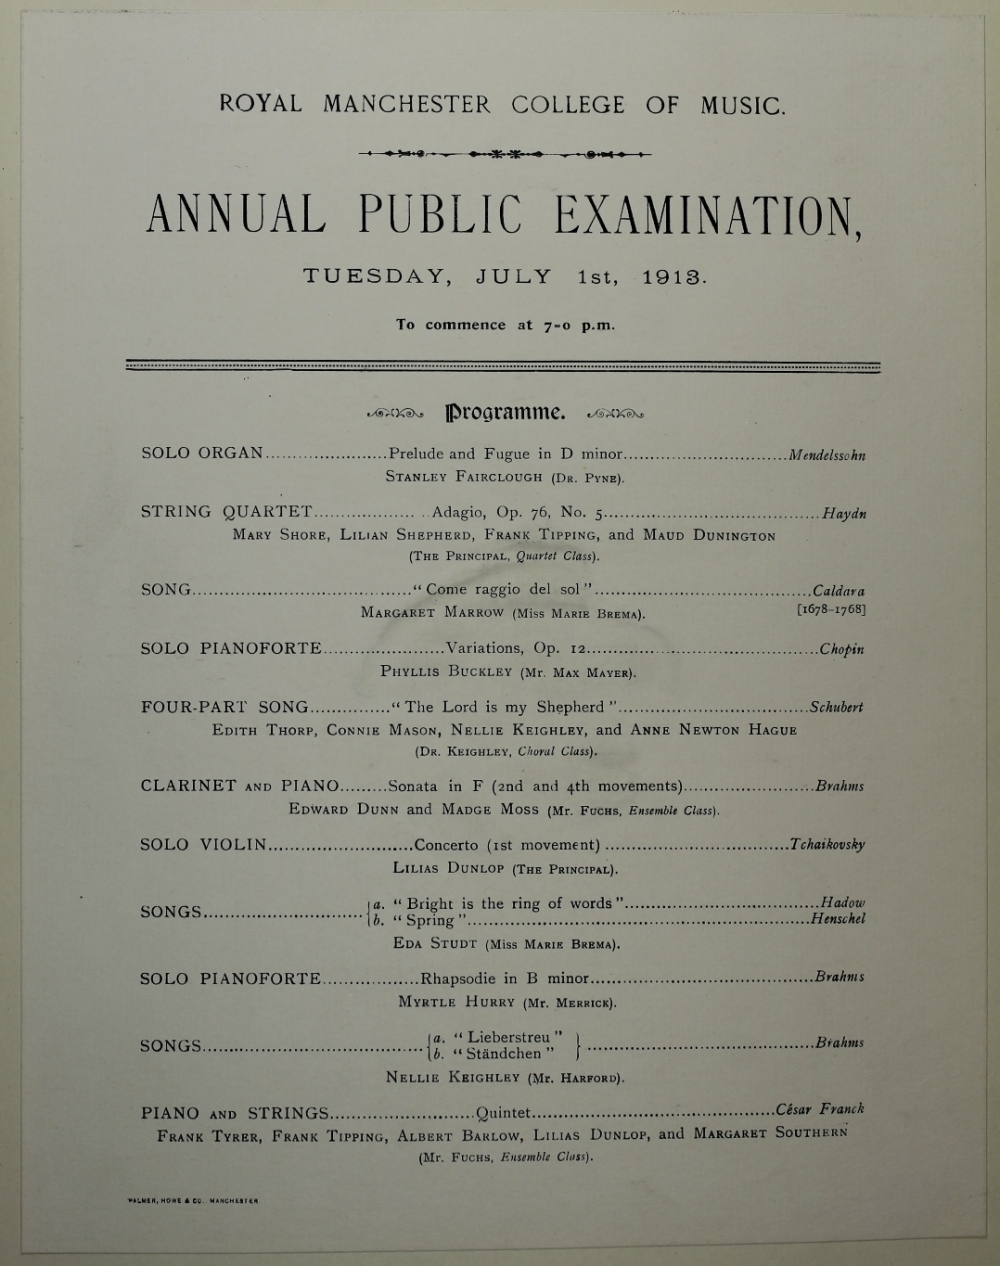 ROYAL MANCHESTER COLLEGE OF MUSIC.
ANNUAL PUBLIC EXAMINATION,
TUESDAY, JULY 1st, 1913.
To commence at 7-0 p.m.
Programme.
SOLO ORGAN.......................Prelude and Fugue in D minor...............................Mendelssohn
STANLEY FAIRCLOUGH (DR. PYNE).
STRING QUARTET................... ..Adagio, Op. 76, No. 5.........................................Haydn
MARY SHORE, LILIAN SHEPHERD, FRANK TIPPING, and MAUD DUNINGTON
(THE PRINCIPAL, Quartet Class).
SONG.........................................“ Come raggio del sol ”.........................................Caldara
MARGARET MARROW (Miss MARIE BREMA). [1678-1768]
SOLO PIANOFORTE.......................Variations, Op. 12............................................Chopin
PHYLLIS BUCKLEY (Mr. MAX MAYER).
FOUR-PART SONG...............“ The Lord is my Shepherd ”....................................Schubert
EDITH THORP, CONNIE MASON, NELLIE KEIGHLEY, and ANNE NEWTON HAGUE
(DR. KEIGHLEY, Choral Class).
CLARINET AND PIANO.........Sonata in F (2nd and 4th movements).........................Brahms
EDWARD DUNN and MADGE MOSS (Mr. FUCHS, Ensemble Class).
SOLO VIOLIN...........................Concerto (1st movement) ...................................Tchaikovsky
LILIAS DUNLOP (THE PRINCIPAL).
SONGS..............................{a. “ Bright is the ring of words ”.....................................Hadow
{b. “ Spring ”.................................................................Henschel
EDA STUDT (Miss MARIE BREMA).
SOLO PIANOFORTE..................Rhapsodie in B minor..........................................Brahms
MYRTLE HURRY (Mr. MERRICK).
SONGS..........................................{a. “ Lieberstreu ” }...........................................Brahms
{b. “ Ständchen ” }
NELLIE KEIGHLEY (Mr. HARFORD).
PIANO AND STRINGS...........................Quintet..............................................César Franck
FRANK TYRER, FRANK TIPPING, ALBERT BARLOW, LILIAS DUNLOP, and MARGARET SOUTHERN
(Mr. FUCHS, Ensemble Class).
PALMER, HOWE & CO., MANCHESTER